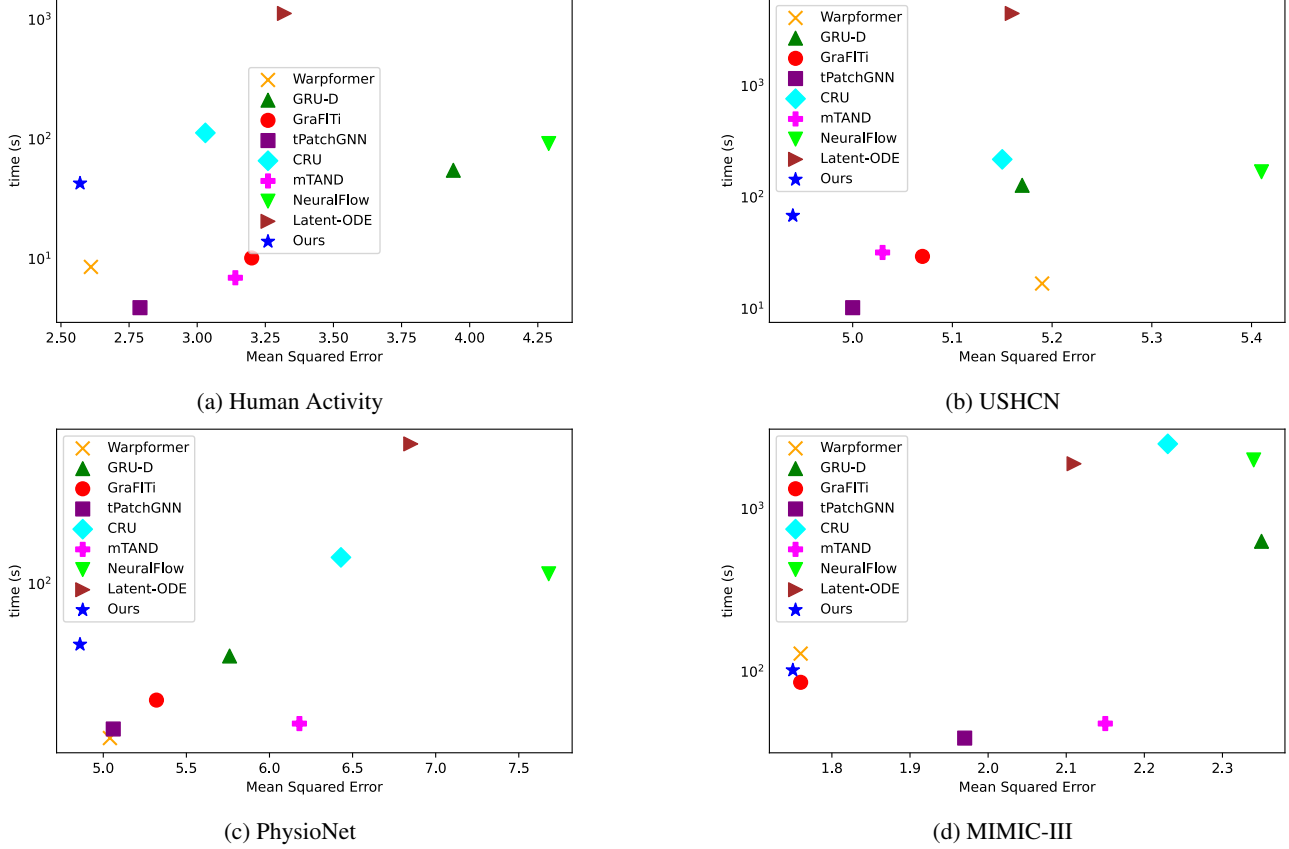 10³
10²
10¹
time (s)
Warpformer
GRU-D
GraFITi
tPatchGNN
CRU
mTAND
NeuralFlow
Latent-ODE
Ours
2.50 2.75 3.00 3.25 3.50 3.75 4.00 4.25
Mean Squared Error
(a) Human Activity
10³
10²
10¹
time (s)
Warpformer
GRU-D
GraFITi
tPatchGNN
CRU
mTAND
NeuralFlow
Latent-ODE
Ours
5.0 5.1 5.2 5.3 5.4
Mean Squared Error
(b) USHCN
10²
time (s)
Warpformer
GRU-D
GraFITi
tPatchGNN
CRU
mTAND
NeuralFlow
Latent-ODE
Ours
5.0 5.5 6.0 6.5 7.0 7.5
Mean Squared Error
(c) PhysioNet
10³
10²
time (s)
Warpformer
GRU-D
GraFITi
tPatchGNN
CRU
mTAND
NeuralFlow
Latent-ODE
Ours
1.8 1.9 2.0 2.1 2.2 2.3
Mean Squared Error
(d) MIMIC-III